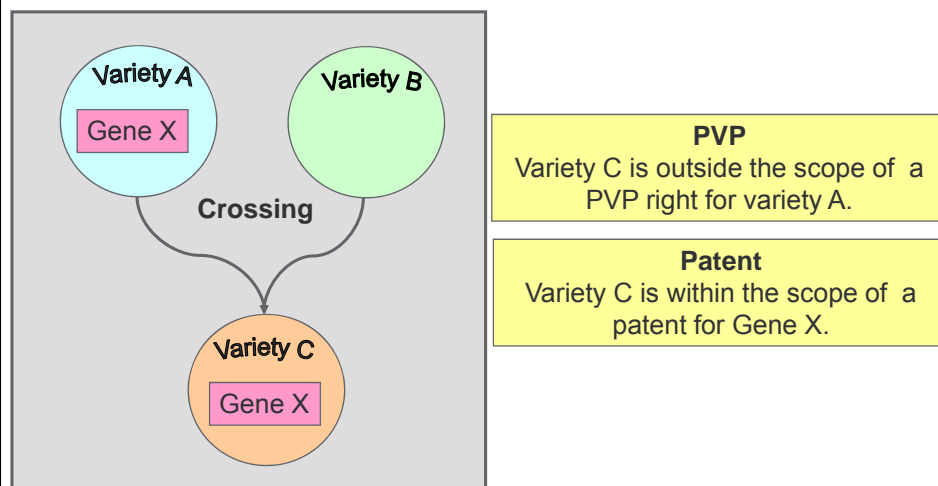 Variety A
Variety B
Gene X
Crossing
Variety C
Gene X
PVP
Variety C is outside the scope of a
PVP right for variety A.
Patent
Variety C is within the scope of a
patent for Gene X.